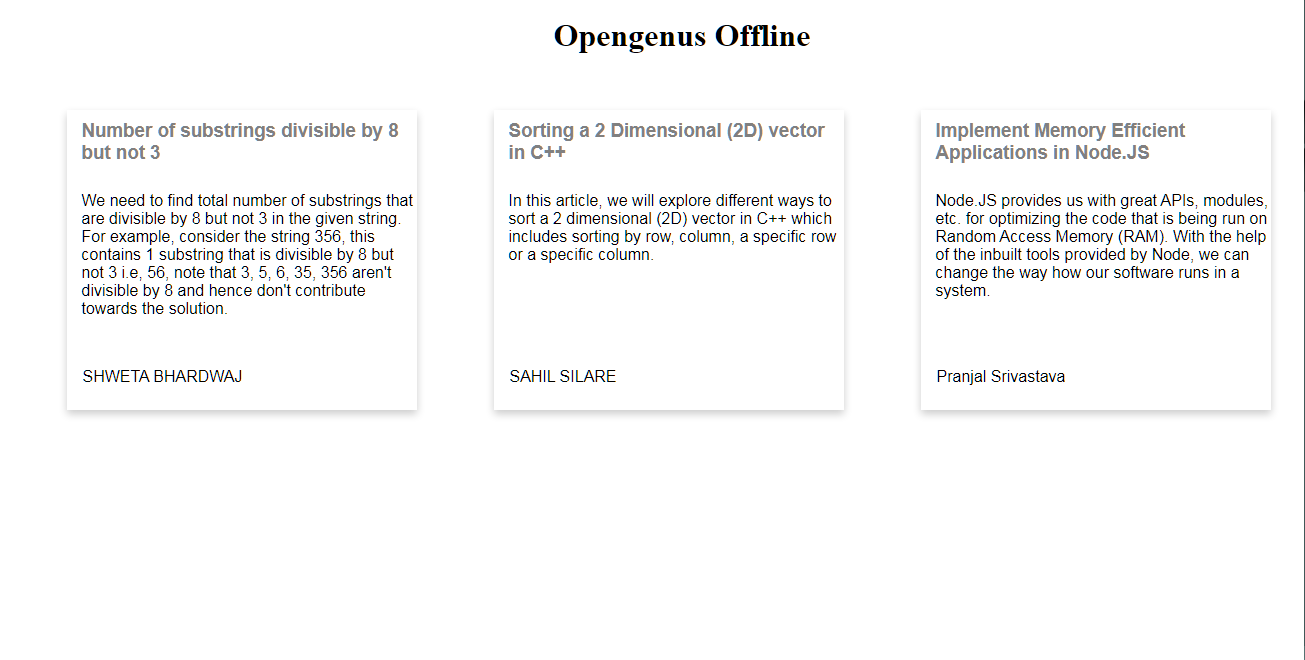 Opengenus Offline
Number of substrings divisible by 8
but not 3
We need to find total number of substrings that
are divisible by 8 but not 3 in the given string.
For example, consider the string 356, this
contains 1 substring that is divisible by 8 but
not 3 i.e, 56, note that 3, 5, 6, 35, 356 aren't
divisible by 8 and hence don't contribute
towards the solution.
SHWETA BHARDWAJ
Sorting a 2 Dimensional (2D) vector
in C++
In this article, we will explore different ways to
sort a 2 dimensional (2D) vector in C++ which
includes sorting by row, column, a specific row
or a specific column.
SAHIL SILARE
Implement Memory Efficient
Applications in Node.JS
Node.JS provides us with great APIs, modules,
etc. for optimizing the code that is being run on
Random Access Memory (RAM). With the help
of the inbuilt tools provided by Node, we can
change the way how our software runs in a
system.
Pranjal Srivastava